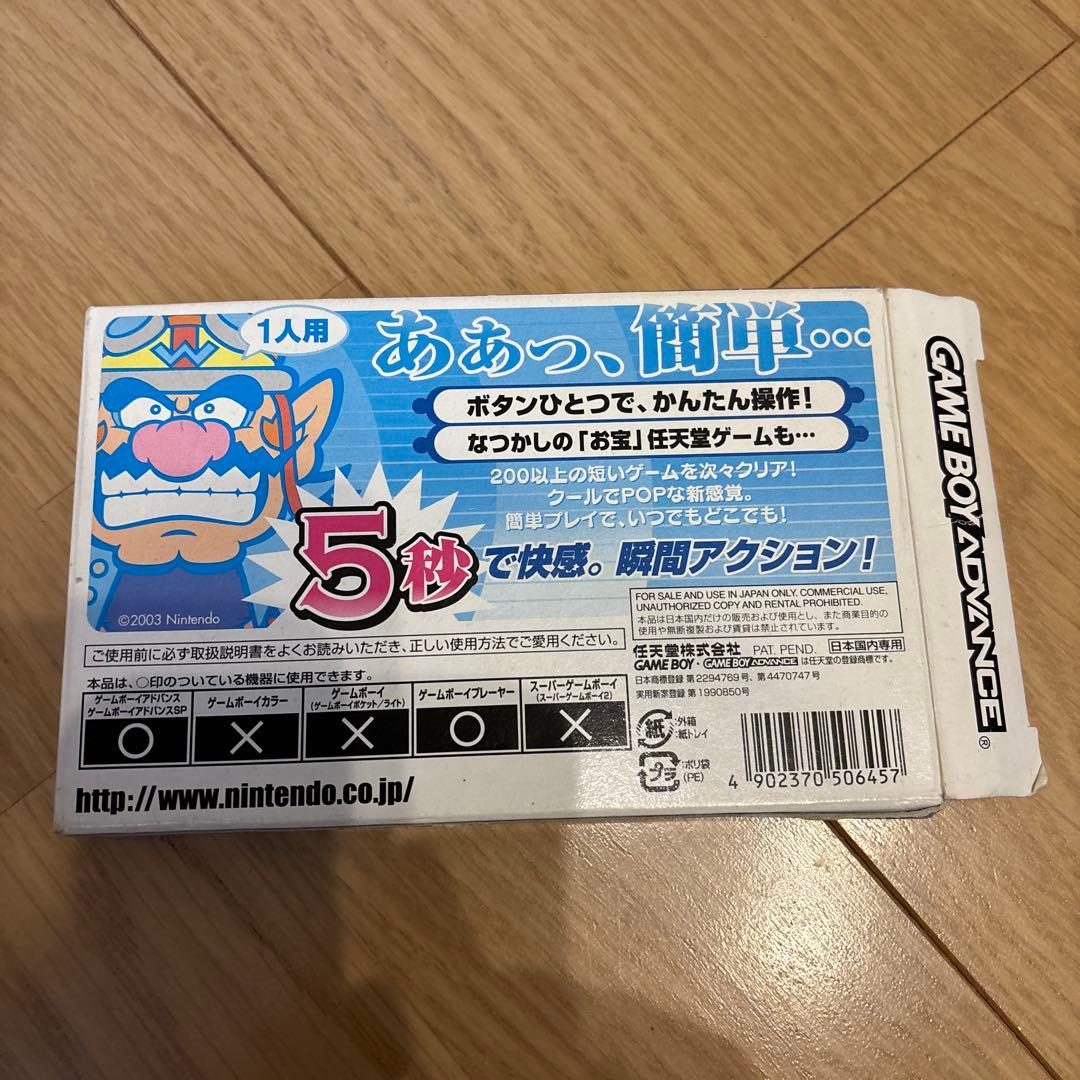 1人用
あぁっ、簡単…
ボタンひとつで、かんたん操作!
なつかしの「お宝」任天堂ゲームも…
200以上の短いゲームを次々クリア!
クールでPOPな新感覚。
簡単プレイで、いつでもどこでも!
5秒で快感。瞬間アクション!
©2003 Nintendo
FOR SALE AND USE IN JAPAN ONLY. COMMERCIAL USE,
UNAUTHORIZED COPY AND RENTAL PROHIBITED.
本品は日本国内だけの販売および使用とし、また商業目的の
使用や無断複製および賃貸は禁止されています。
ご使用前に必ず取扱説明書をよくお読みいただき、正しい使用方法でご愛用ください。
任天堂株式会社 PAT. PEND. 日本国内専用
GAME BOY・GAME BOY ADVANCE は任天堂の登録商標です。
日本商標登録 第2294769号、第4470747号
実用新案登録 第1990850号
本品は、○印のついている機器に使用できます。
ゲームボーイアドバンス
ゲームボーイアドバンスSP
○
ゲームボーイカラー
×
ゲームボーイ
(ゲームボーイポケット/ライト)
×
ゲームボーイプレーヤー
○
スーパーゲームボーイ
(スーパーゲームボーイ2)
×
紙
:外箱
:紙トレイ
プラ
:ポリ袋
(PE)
4 902370 506457
http://www.nintendo.co.jp/
GAME BOY ADVANCE®
W